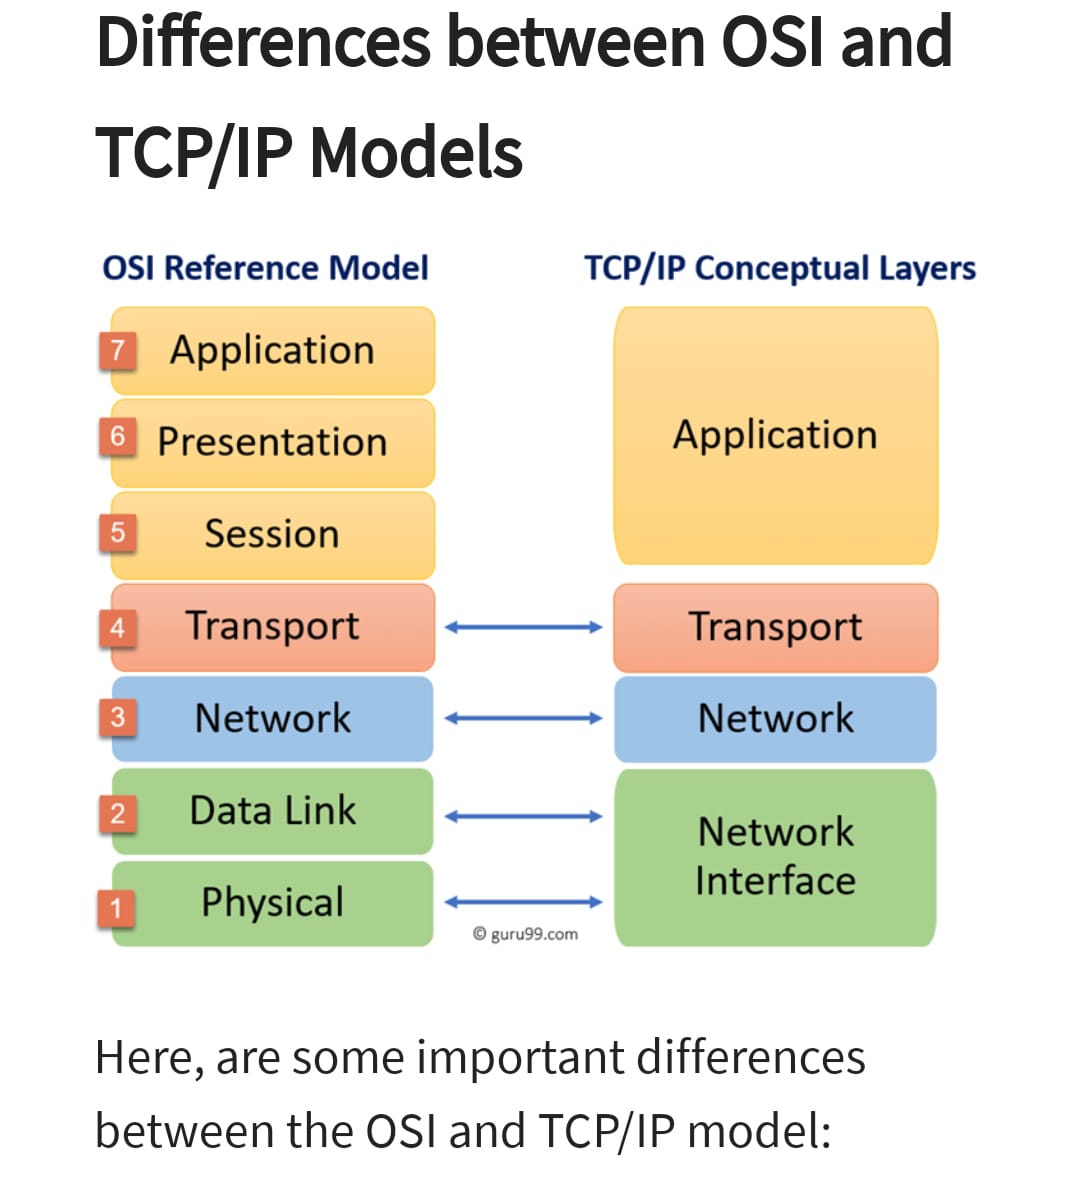 Differences between OSI and
TCP/IP Models
OSI Reference Model
TCP/IP Conceptual Layers
7 Application
6 Presentation
5 Session
4 Transport
3 Network
2 Data Link
1 Physical
Application
Transport
Network
Network
Interface
© guru99.com
Here, are some important differences
between the OSI and TCP/IP model: